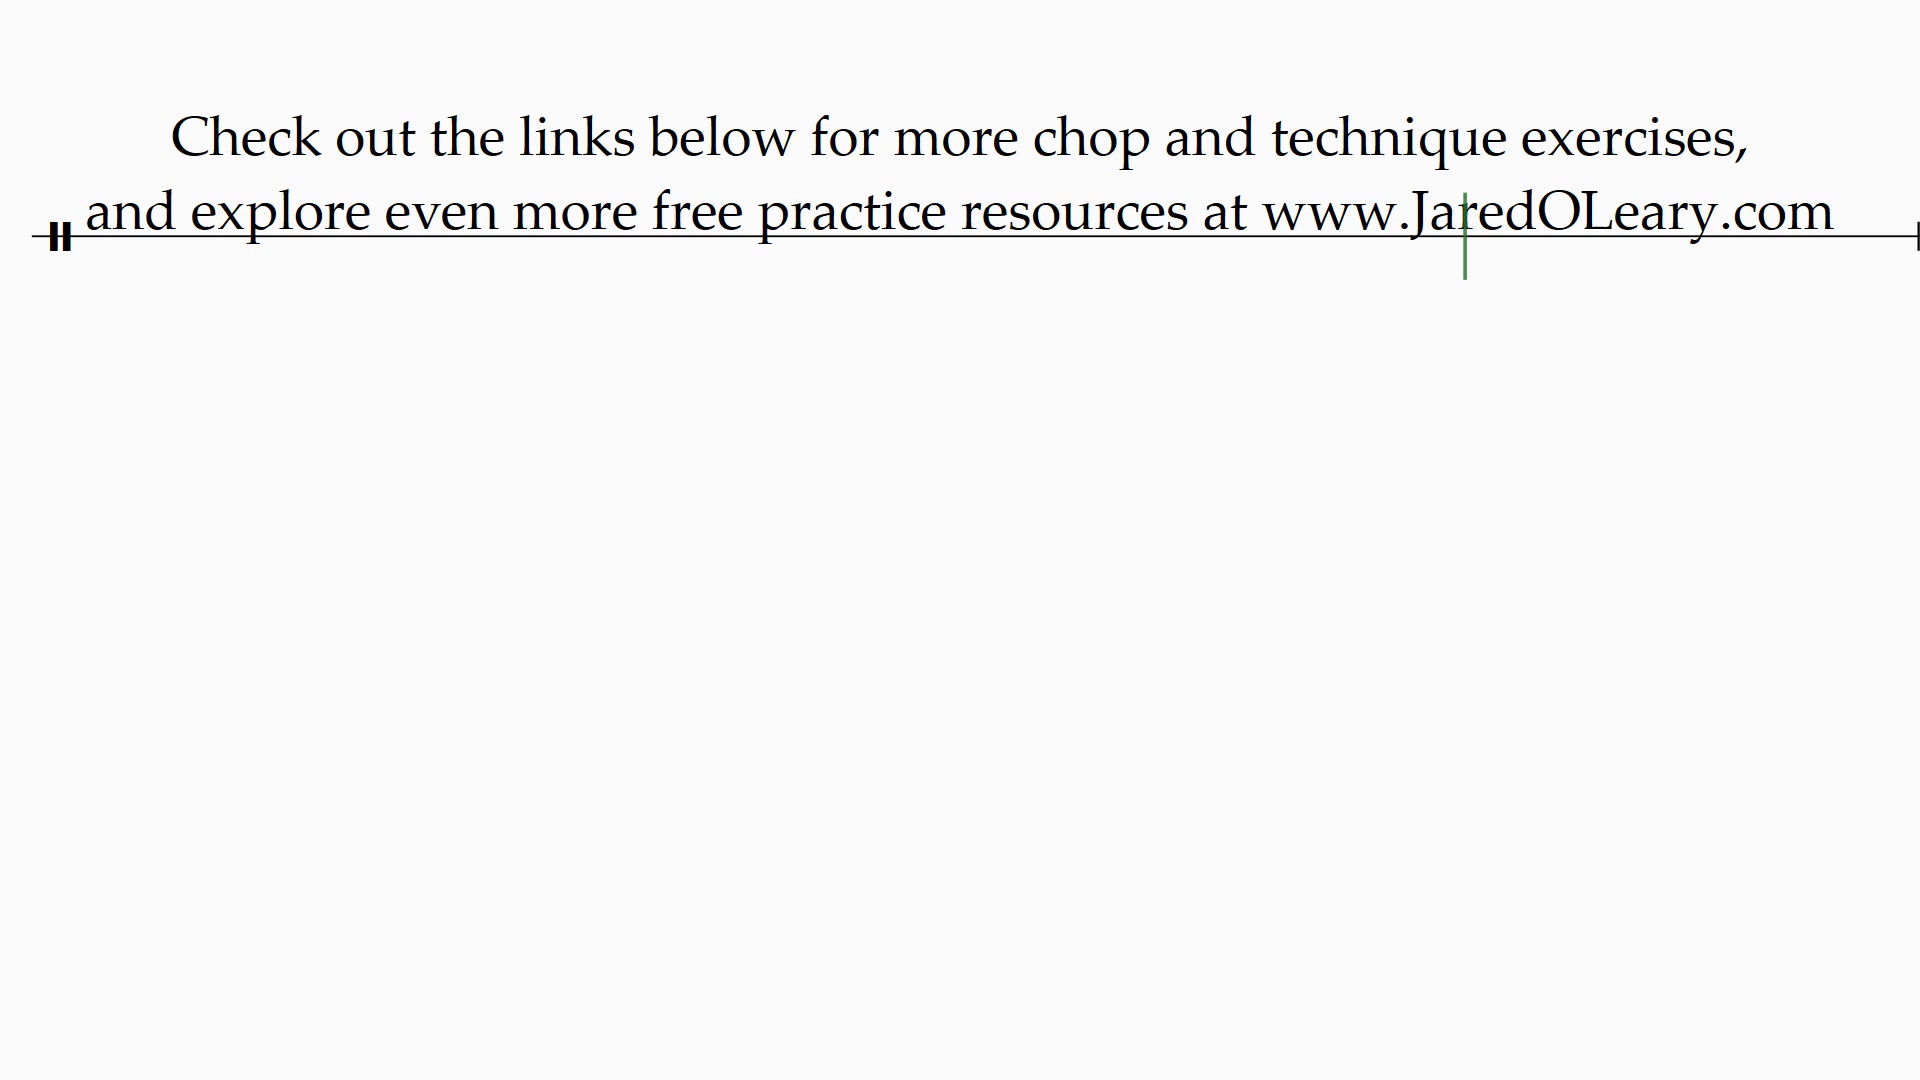 Check out the links below for more chop and technique exercises,
and explore even more free practice resources at www.JaredOLeary.com